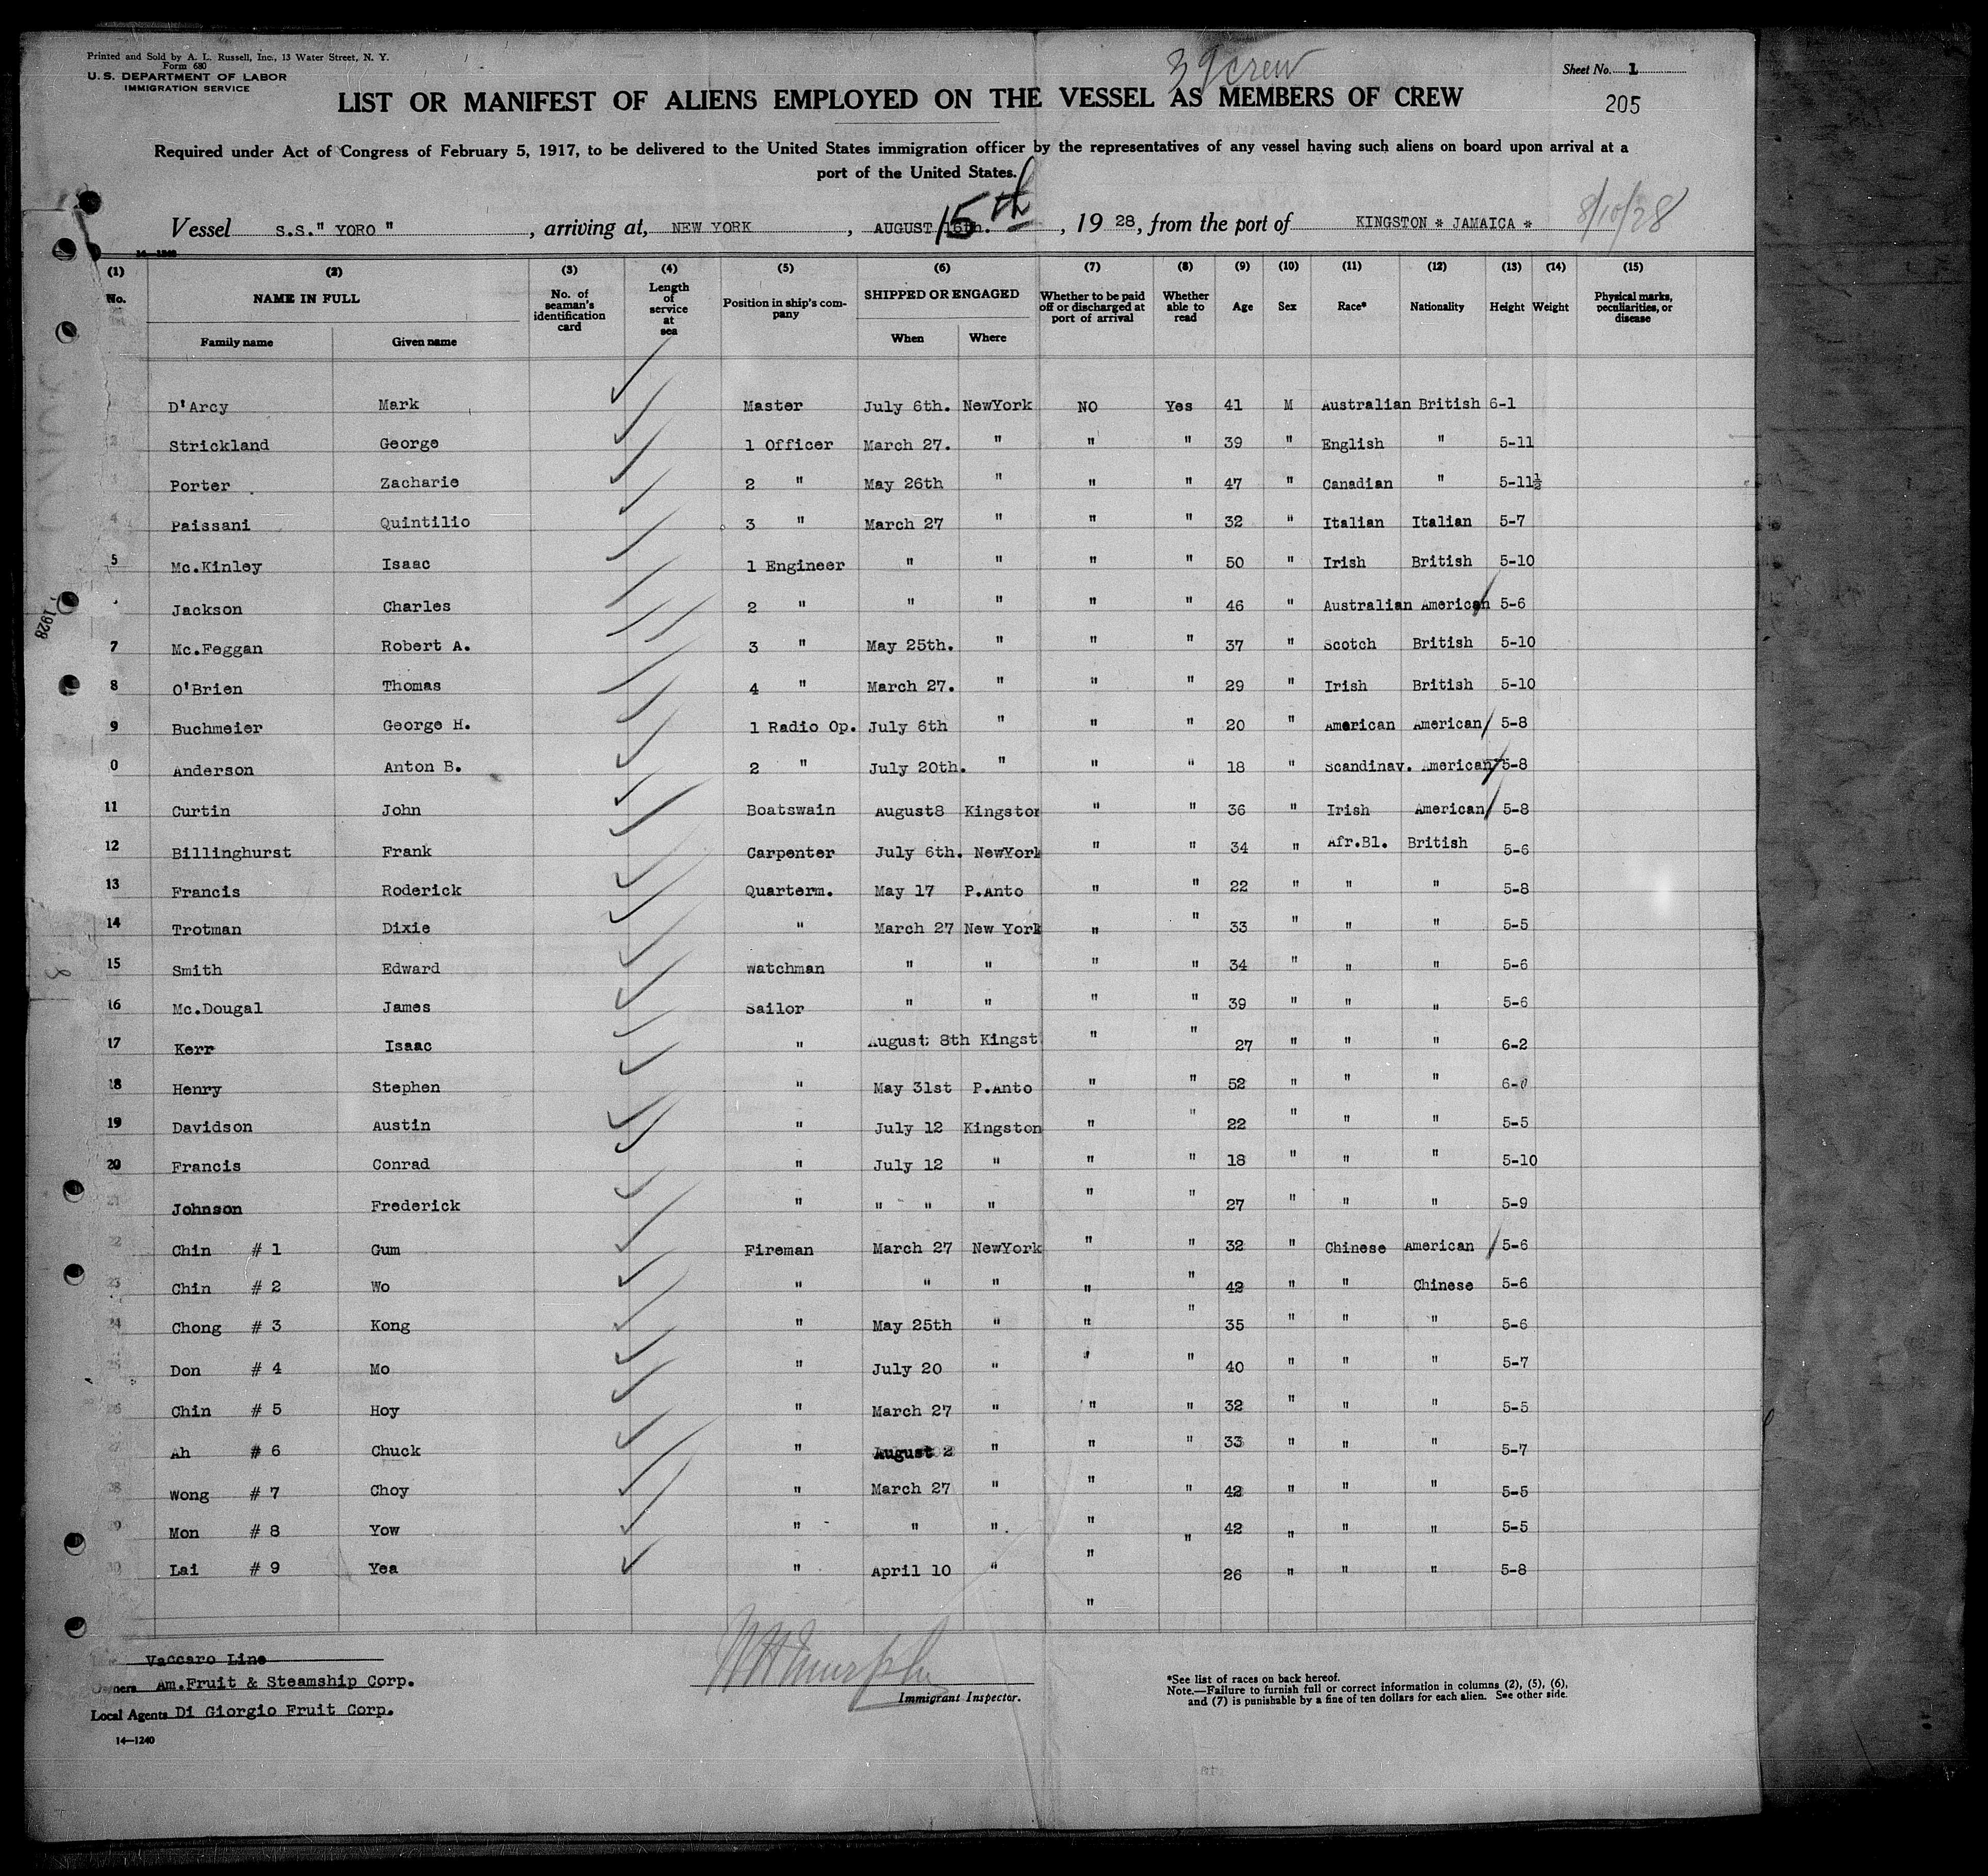 Printed and Sold by A. L. Russell, Inc., 13 Water Street, N. Y.
Form 680
U. S. DEPARTMENT OF LABOR
IMMIGRATION SERVICE
39 crew
Sheet No. 1
205
LIST OR MANIFEST OF ALIENS EMPLOYED ON THE VESSEL AS MEMBERS OF CREW
Required under Act of Congress of February 5, 1917, to be delivered to the United States immigration officer by the representatives of any vessel having such aliens on board upon arrival at a
port of the United States.
Vessel S.S." YORO ", arriving at, NEW YORK, AUGUST 15th, 19 28, from the port of KINGSTON * JAMAICA * 8/10/28
14—1240
(1) (2) (3) (4) (5) (6) (7) (8) (9) (10) (11) (12) (13) (14) (15)
No. NAME IN FULL Family name Given name No. of seaman's identification card Length of service at sea Position in ship's company SHIPPED OR ENGAGED When Where Whether to be paid off or discharged at port of arrival Whether able to read Age Sex Race* Nationality Height Weight Physical marks, peculiarities, or disease
D'Arcy Mark Master July 6th. NewYork NO Yes 41 M Australian British 6-1
2 Strickland George 1 Officer March 27. " " " 39 " English " 5-11
Porter Zacharie 2 " May 26th " " " 47 " Canadian " 5-11½
4 Paissani Quintilio 3 " March 27 " " " 32 " Italian Italian 5-7
5 Mc.Kinley Isaac 1 Engineer " " " " 50 " Irish British 5-10
Jackson Charles 2 " " " " " 46 " Australian American 5-6
7 Mc.Feggan Robert A. 3 " May 25th. " " " 37 " Scotch British 5-10
8 O'Brien Thomas 4 " March 27. " " " 29 " Irish British 5-10
9 Buchmeier George H. 1 Radio Op. July 6th " " " 20 " American American 5-8
0 Anderson Anton B. 2 " July 20th. " " " 18 " Scandinav. American 5-8
11 Curtin John Boatswain August8 Kingston " " 36 " Irish American 5-8
12 Billinghurst Frank Carpenter July 6th. NewYork " " 34 " Afr.Bl. British 5-6
13 Francis Roderick Quarterm. May 17 P.Anto " " 22 " " " 5-8
14 Trotman Dixie " March 27 New York " " 33 " " " 5-5
15 Smith Edward watchman " " " " 34 " " " 5-6
16 Mc.Dougal James Sailor " " " " 39 " " " 5-6
17 Kerr Isaac " August 8th Kingst " " 27 " " " 6-2
18 Henry Stephen " May 31st P.Anto " " 52 " " " 6-0
19 Davidson Austin " July 12 Kingston " " 22 " " " 5-5
20 Francis Conrad " July 12 " " " 18 " " " 5-10
21 Johnson Frederick " " " " " " 27 " " " 5-9
22 Chin # 1 Gum Fireman March 27 NewYork " " 32 " Chinese American 5-6
23 Chin # 2 Wo " " " " " 42 " " Chinese 5-6
24 Chong # 3 Kong " May 25th " " " 35 " " " 5-6
25 Don # 4 Mo " July 20 " " " 40 " " " 5-7
26 Chin # 5 Hoy " March 27 " " " 32 " " " 5-5
27 Ah # 6 Chuck " August 2 " " " 33 " " " 5-7
28 Wong # 7 Choy " March 27 " " " 42 " " " 5-5
29 Mon # 8 Yow " " " " " 42 " " " 5-5
30 Lai # 9 Yea " April 10 " " 26 " " " 5-8
"
1928
Vaccaro Line
Owners Am.Fruit & Steamship Corp.
Local Agents Di Giorgio Fruit Corp.
14—1240
Immigrant Inspector.
*See list of races on back hereof.
Note.—Failure to furnish full or correct information in columns (2), (5), (6),
and (7) is punishable by a fine of ten dollars for each alien. See other side.